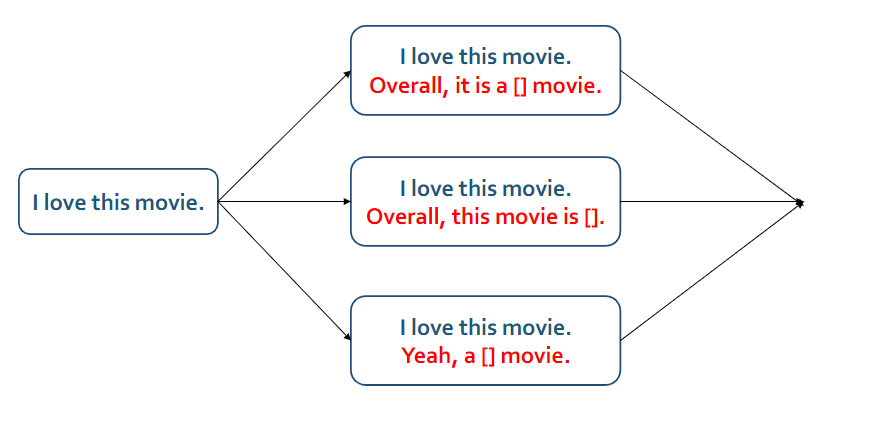 I love this movie.
I love this movie.
Overall, it is a [] movie.
I love this movie.
Overall, this movie is [].
I love this movie.
Yeah, a [] movie.